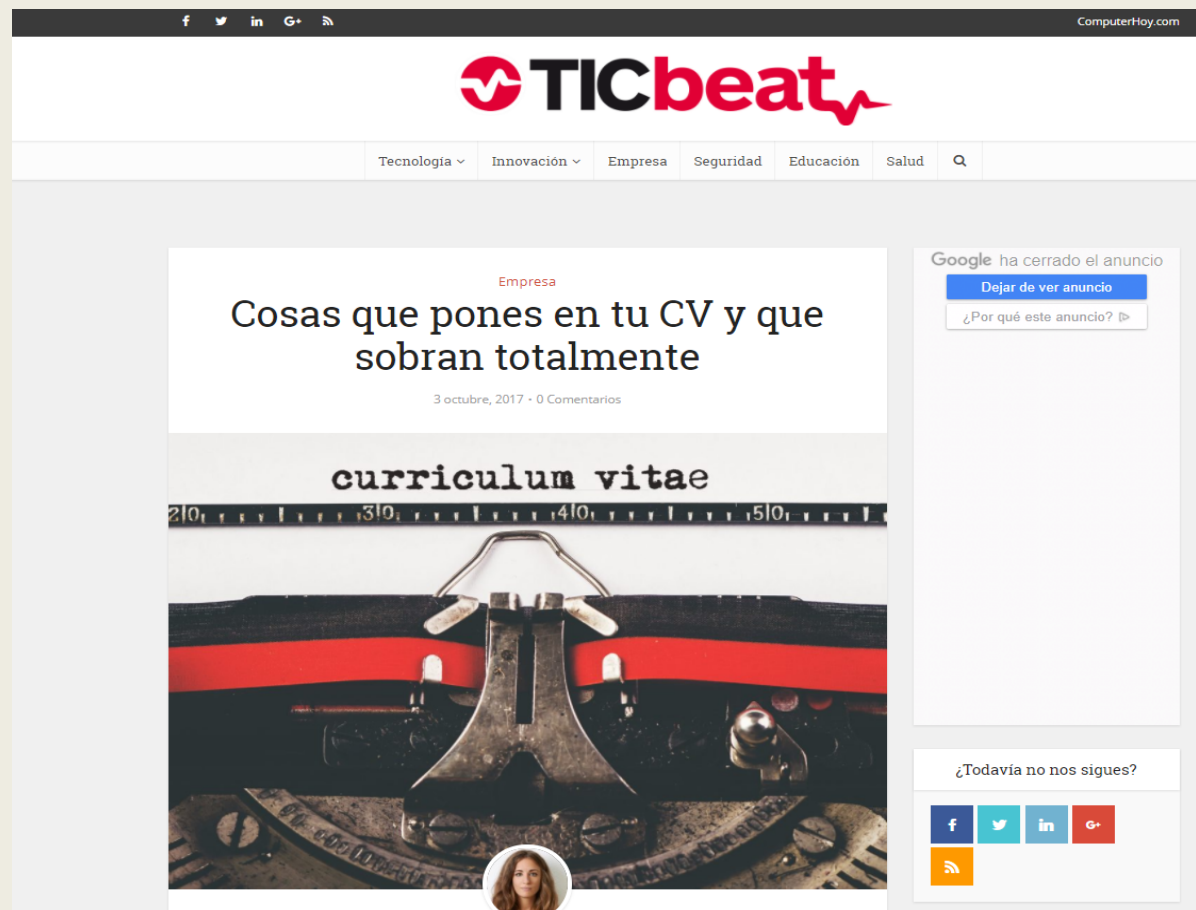 ComputerHoy.com
TICbeat
Tecnología Innovación Empresa Seguridad Educación Salud
Empresa
Cosas que pones en tu CV y que
sobran totalmente
3 octubre, 2017 • 0 Comentarios
curriculum vitae
20 30 40 50
Google ha cerrado el anuncio
Dejar de ver anuncio
¿Por qué este anuncio?
¿Todavía no nos sigues?